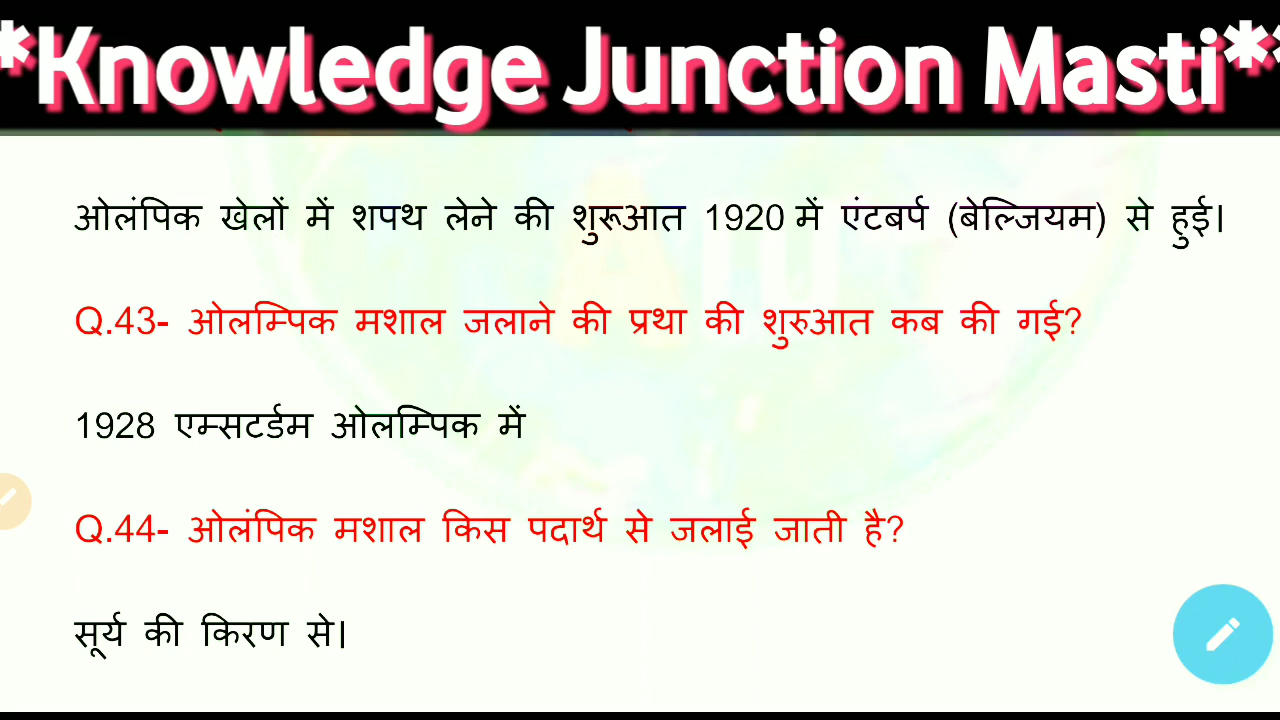 *Knowledge Junction Masti**
ओलंपिक खेलों में शपथ लेने की शुरूआत 1920 में एंटबर्प (बेल्जियम) से हुई।
Q.43- ओलम्पिक मशाल जलाने की प्रथा की शुरुआत कब की गई?
1928 एम्सटर्डम ओलम्पिक में
Q.44- ओलंपिक मशाल किस पदार्थ से जलाई जाती है?
सूर्य की किरण से।